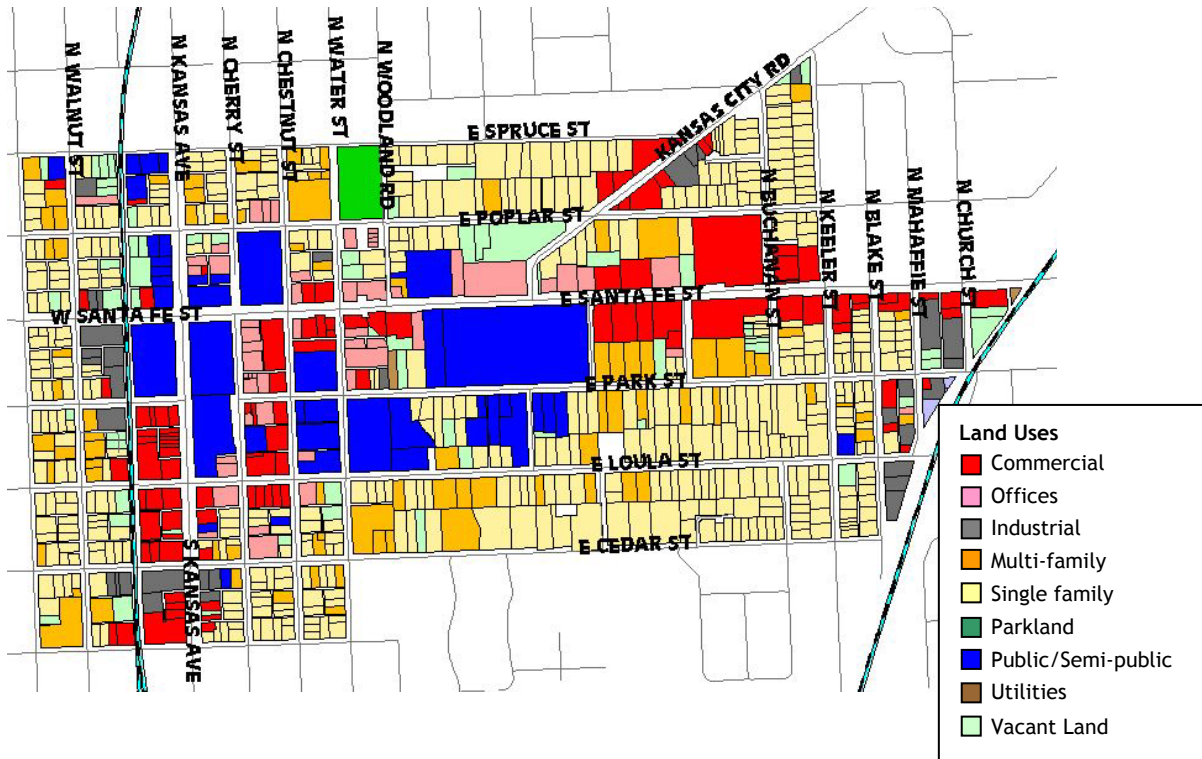 N WALNUT ST
N KANSAS AVE
N CHERRY ST
N CHESTNUT ST
N WATER ST
N WOODLAND RD
E SPRUCE ST
KANSAS CITY RD
E POPLAR ST
N BUCHANAN ST
N KEELER ST
N BLAKE ST
N MAHAFFIE ST
N CHURCH ST
W SANTA FE ST
E SANTA FE ST
E PARK ST
E LOULA ST
E CEDAR ST
S KANSAS AVE
Land Uses
Commercial
Offices
Industrial
Multi-family
Single family
Parkland
Public/Semi-public
Utilities
Vacant Land